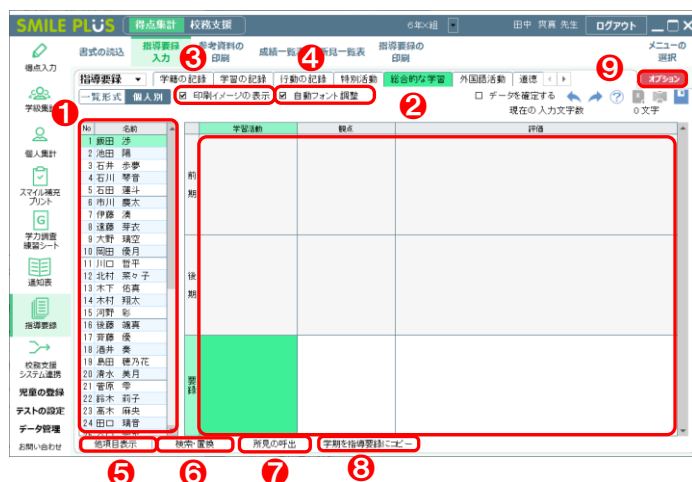 SMILE PLUS 得点集計 校務支援 6年×組 田中 先生 ログアウト
書式の読込 指導要録入力 参考資料の印刷 成績一覧表 所見一覧表 指導要録の印刷 メニューの選択
❸ ❹ ❾
指導要録 学籍の記録 学習の記録 行動の記録 特別活動 総合的な学習 外国語活動 道徳 オプション
一覧形式 個人別 印刷イメージの表示 自動フォント調整 データを確定する
❶ ❷ 現在の入力文字数 0文字
得点入力
学級集計
個人集計
スマイル補充プリント
学力調査練習シート
通知表
指導要録
校務支援システム連携
児童の登録
テストの設定
データ管理
お問い合わせ
No 名前
1 飯田 渉
2 池田 陽
3 石井 歩夢
4 石川 琴音
5 石田 蓮斗
6 市川 慶太
7 伊藤 湊
8 遠藤 芽衣
9 大野 璃空
10 岡田 優月
11 川口 哲平
12 北村 菜々子
13 木下 佑真
14 木村 翔太
15 河野 彩
16 後藤 颯真
17 斉藤 優
18 酒井 奏
19 島田 穂乃花
20 清水 美月
21 菅原 雫
22 鈴木 莉子
23 高木 麻央
24 田口 璃音
学習活動 観点 評価
前期
後期
要録
他項目表示 検索・置換 所見の呼出 学期を指導要録にコピー
❺ ❻ ❼ ❽